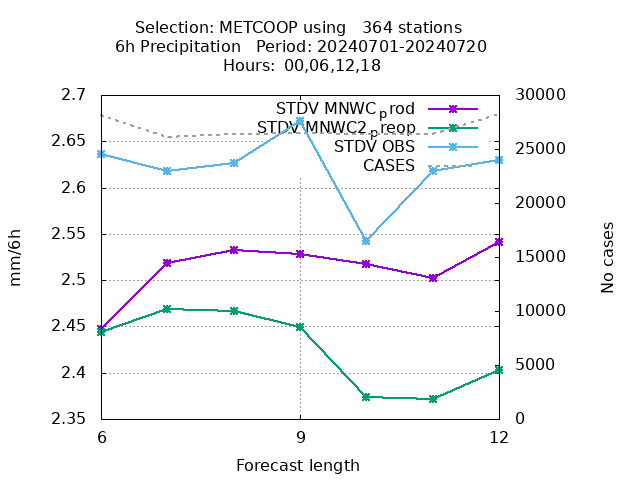 Selection: METCOOP using   364 stations
6h Precipitation   Period: 20240701-20240720
Hours:  00,06,12,18
2.7
2.65
2.6
2.55
2.5
2.45
2.4
2.35
30000
25000
20000
15000
10000
5000
0
STDV MNWC_prod
STDV MNWC2_preop
STDV OBS
CASES
mm/6h
No cases
6
9
12
Forecast length